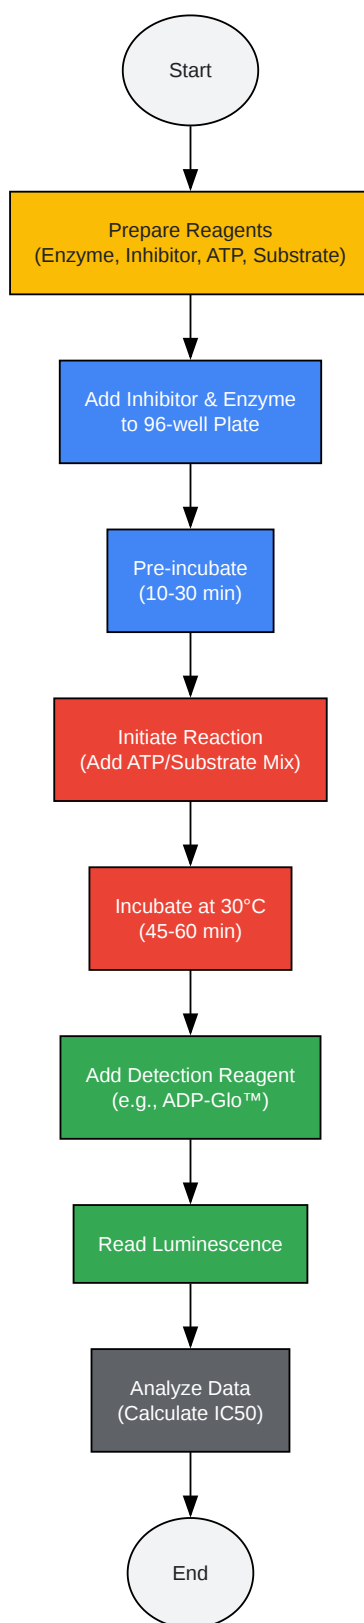 Start
Prepare Reagents
(Enzyme, Inhibitor, ATP, Substrate)
Add Inhibitor & Enzyme
to 96-well Plate
Pre-incubate
(10-30 min)
Initiate Reaction
(Add ATP/Substrate Mix)
Incubate at 30°C
(45-60 min)
Add Detection Reagent
(e.g., ADP-Glo™)
Read Luminescence
Analyze Data
(Calculate IC50)
End